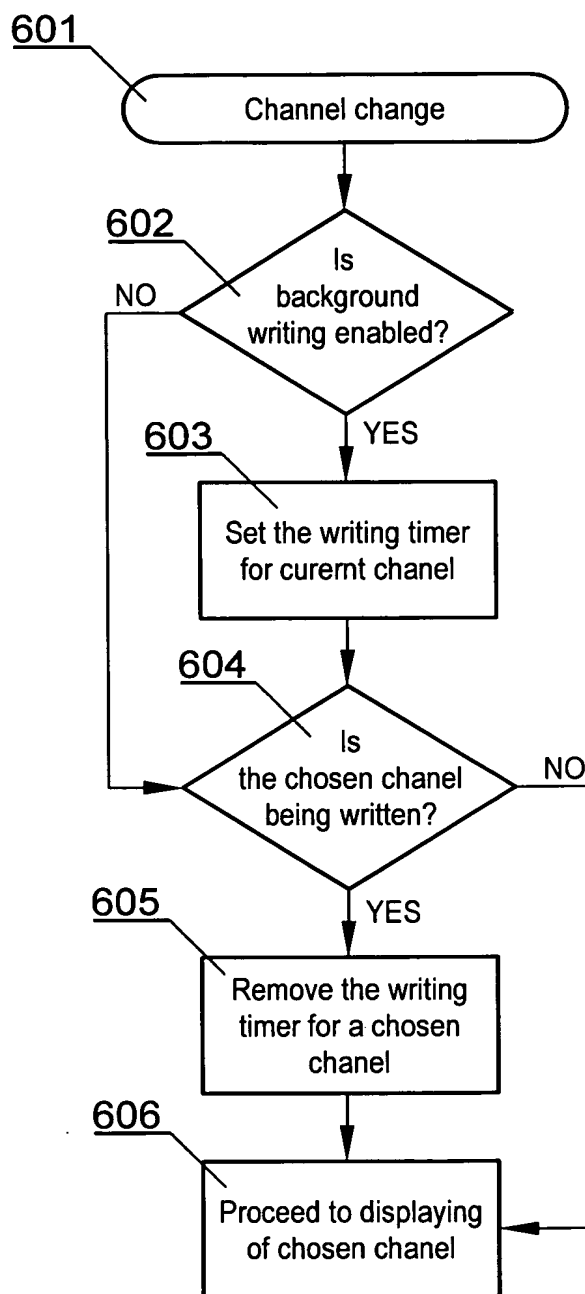 601
Channel change
602
Is
background
writing enabled?
NO
YES
603
Set the writing timer
for curernt chanel
604
Is
the chosen chanel
being written?
NO
YES
605
Remove the writing
timer for a chosen
chanel
606
Proceed to displaying
of chosen chanel